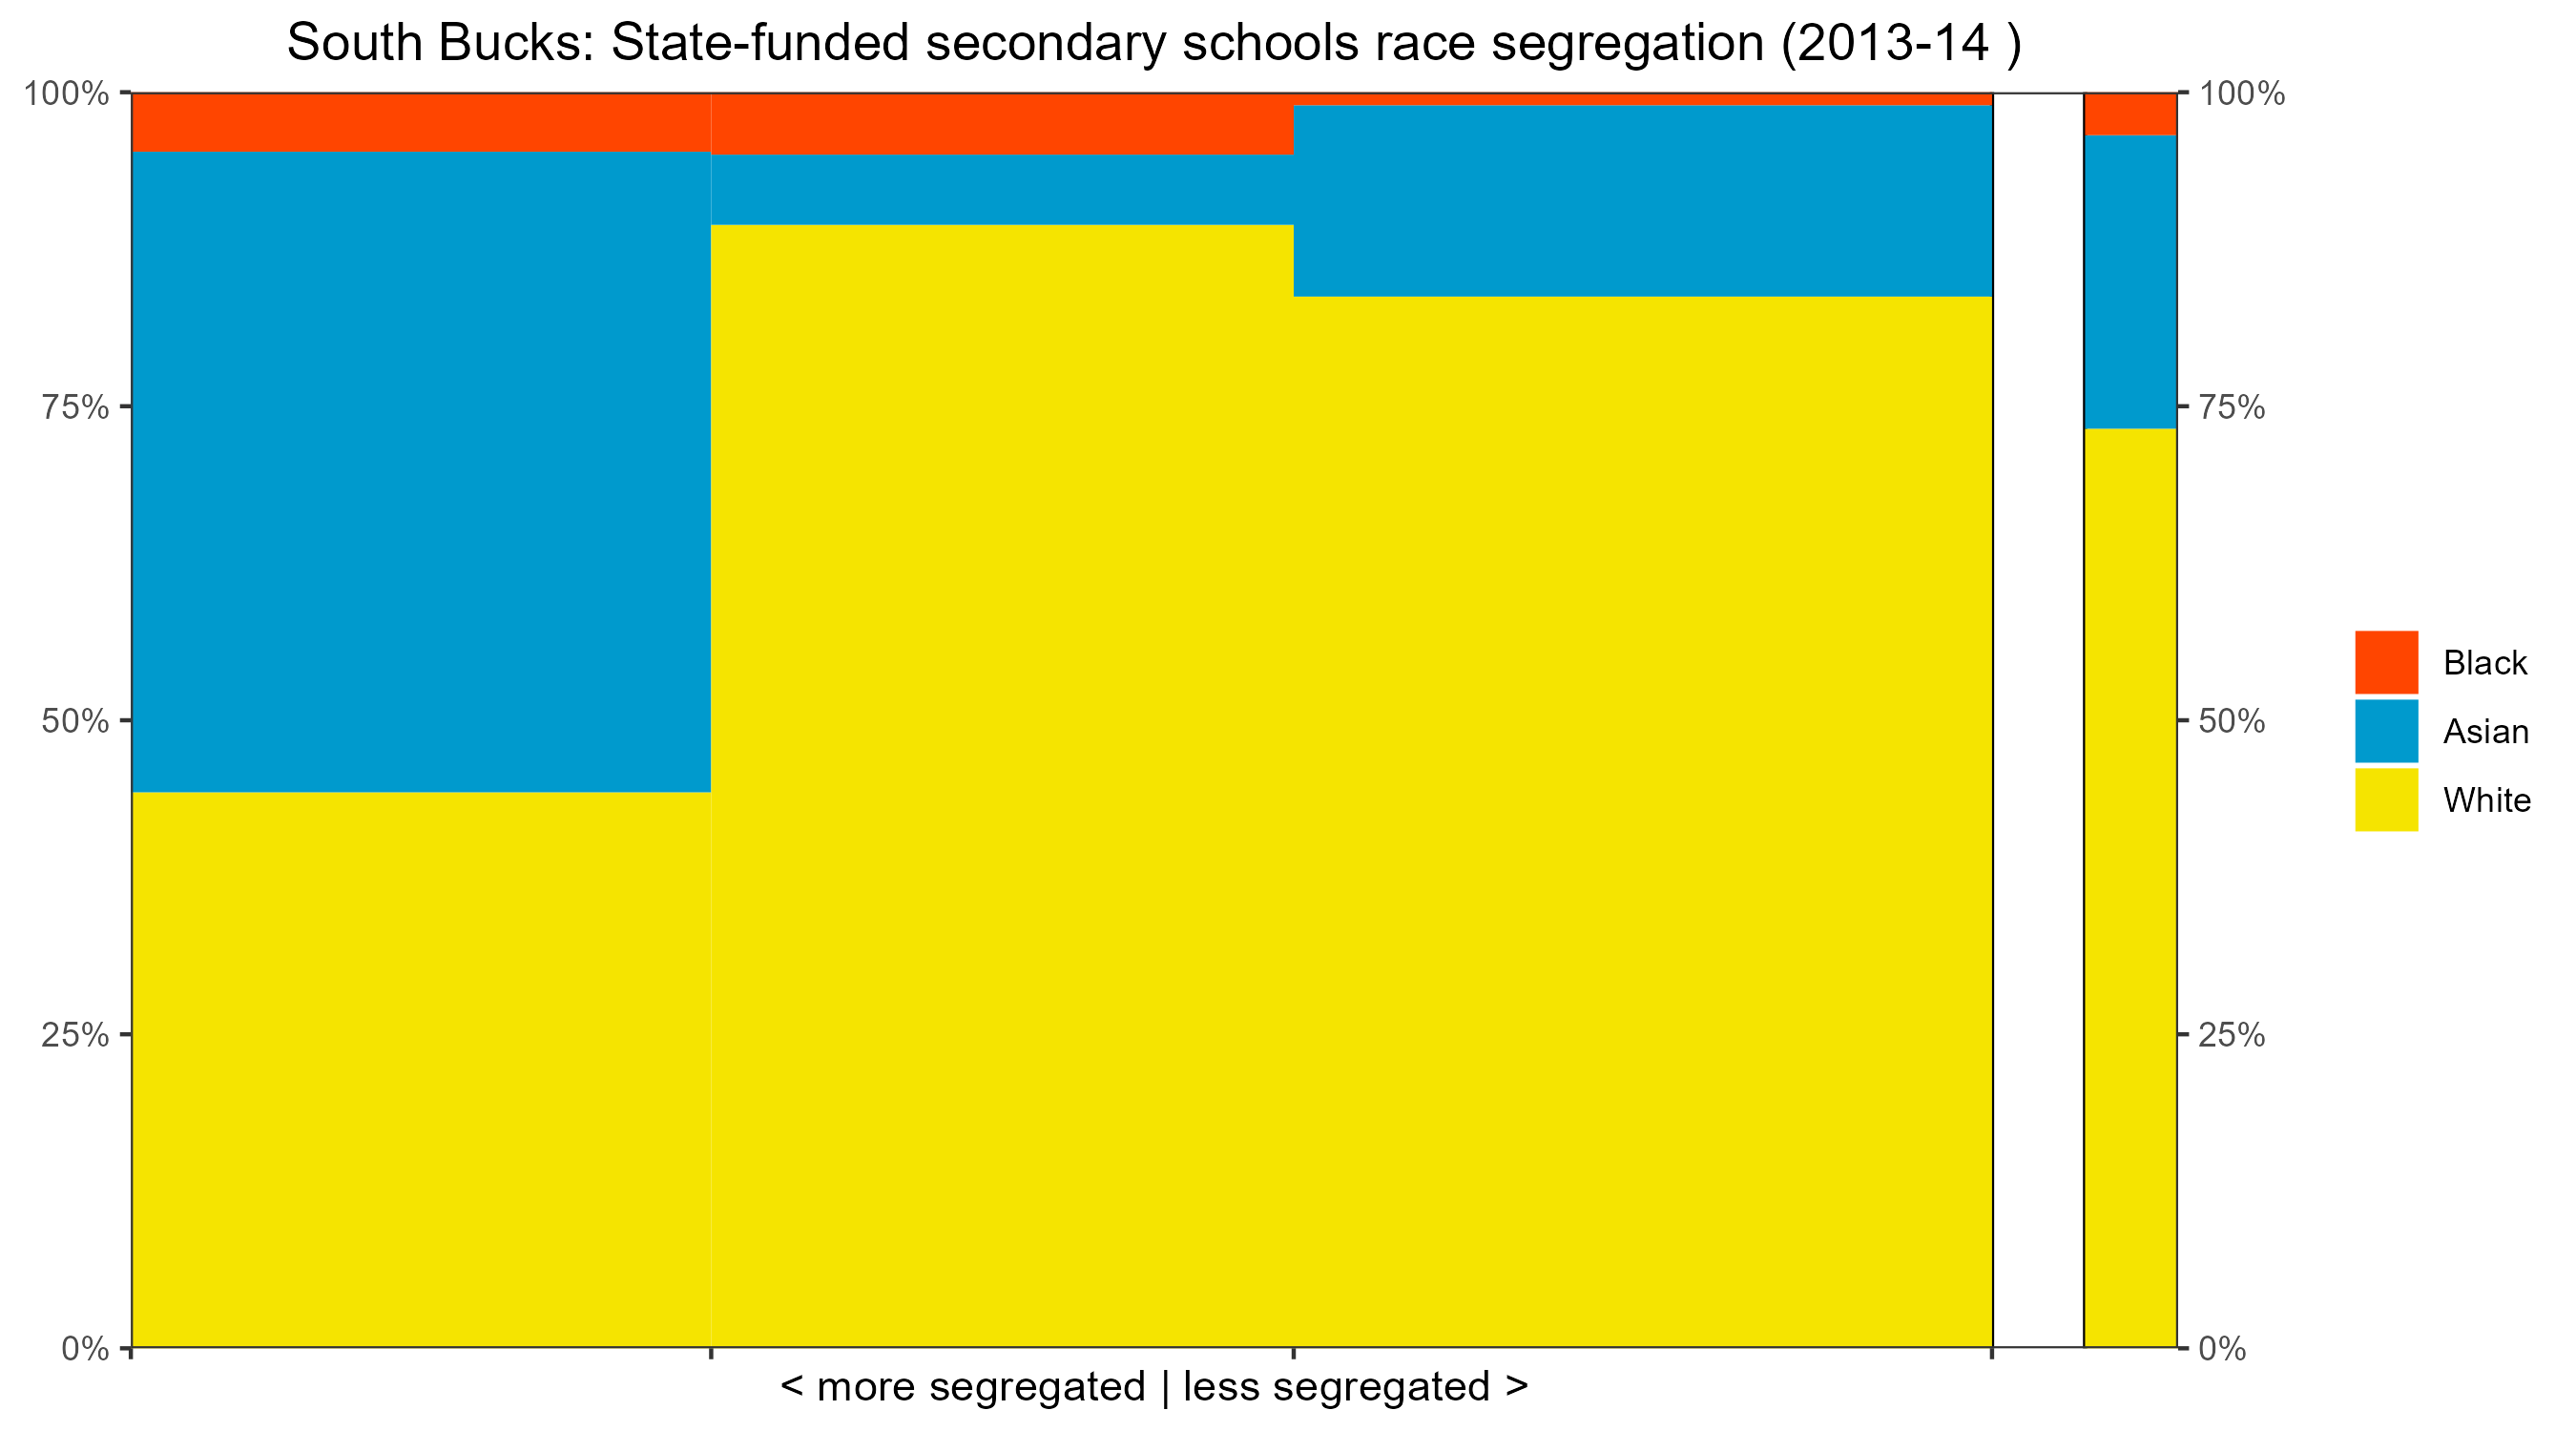 South Bucks: State-funded secondary schools race segregation (2013-14 )
100%
75%
50%
25%
0%
100%
75%
50%
25%
0%
Black
Asian
White
< more segregated | less segregated >